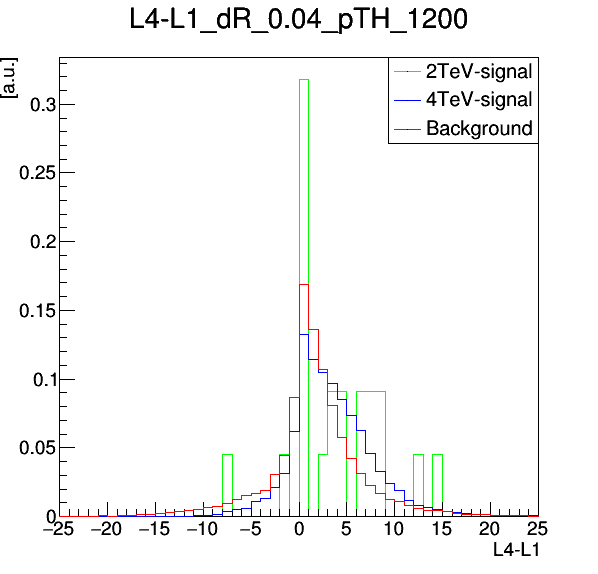 L4-L1_dR_0.04_pTH_1200
[a.u.]
2TeV-signal
4TeV-signal
Background
0.3
0.25
0.2
0.15
0.1
0.05
0
−25 −20 −15 −10 −5 0 5 10 15 20 25
L4-L1